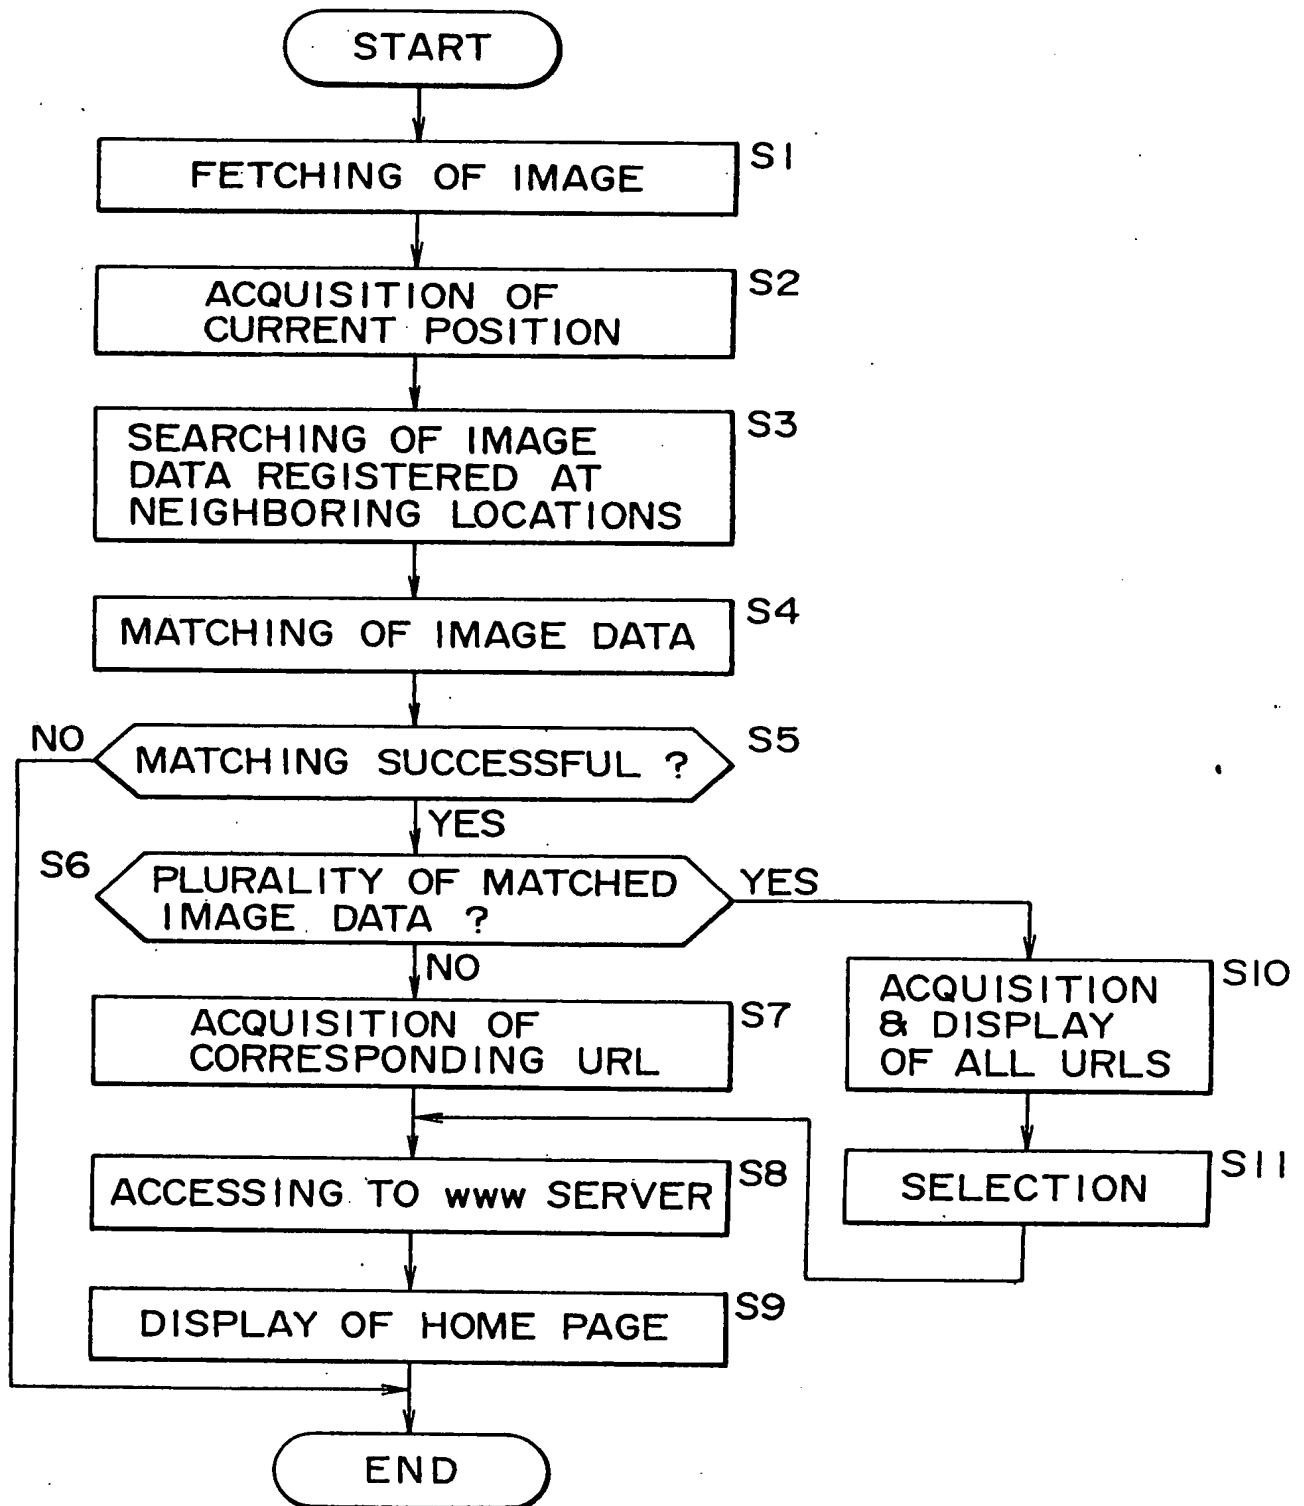 START
FETCHING OF IMAGE
S1
ACQUISITION OF
CURRENT POSITION
S2
SEARCHING OF IMAGE
DATA REGISTERED AT
NEIGHBORING LOCATIONS
S3
MATCHING OF IMAGE DATA
S4
NO
MATCHING SUCCESSFUL ?
S5
YES
S6
PLURALITY OF MATCHED
IMAGE DATA ?
YES
NO
ACQUISITION OF
CORRESPONDING URL
S7
ACQUISITION
& DISPLAY
OF ALL URLS
S10
ACCESSING TO WWW SERVER
S8
SELECTION
S11
DISPLAY OF HOME PAGE
S9
END